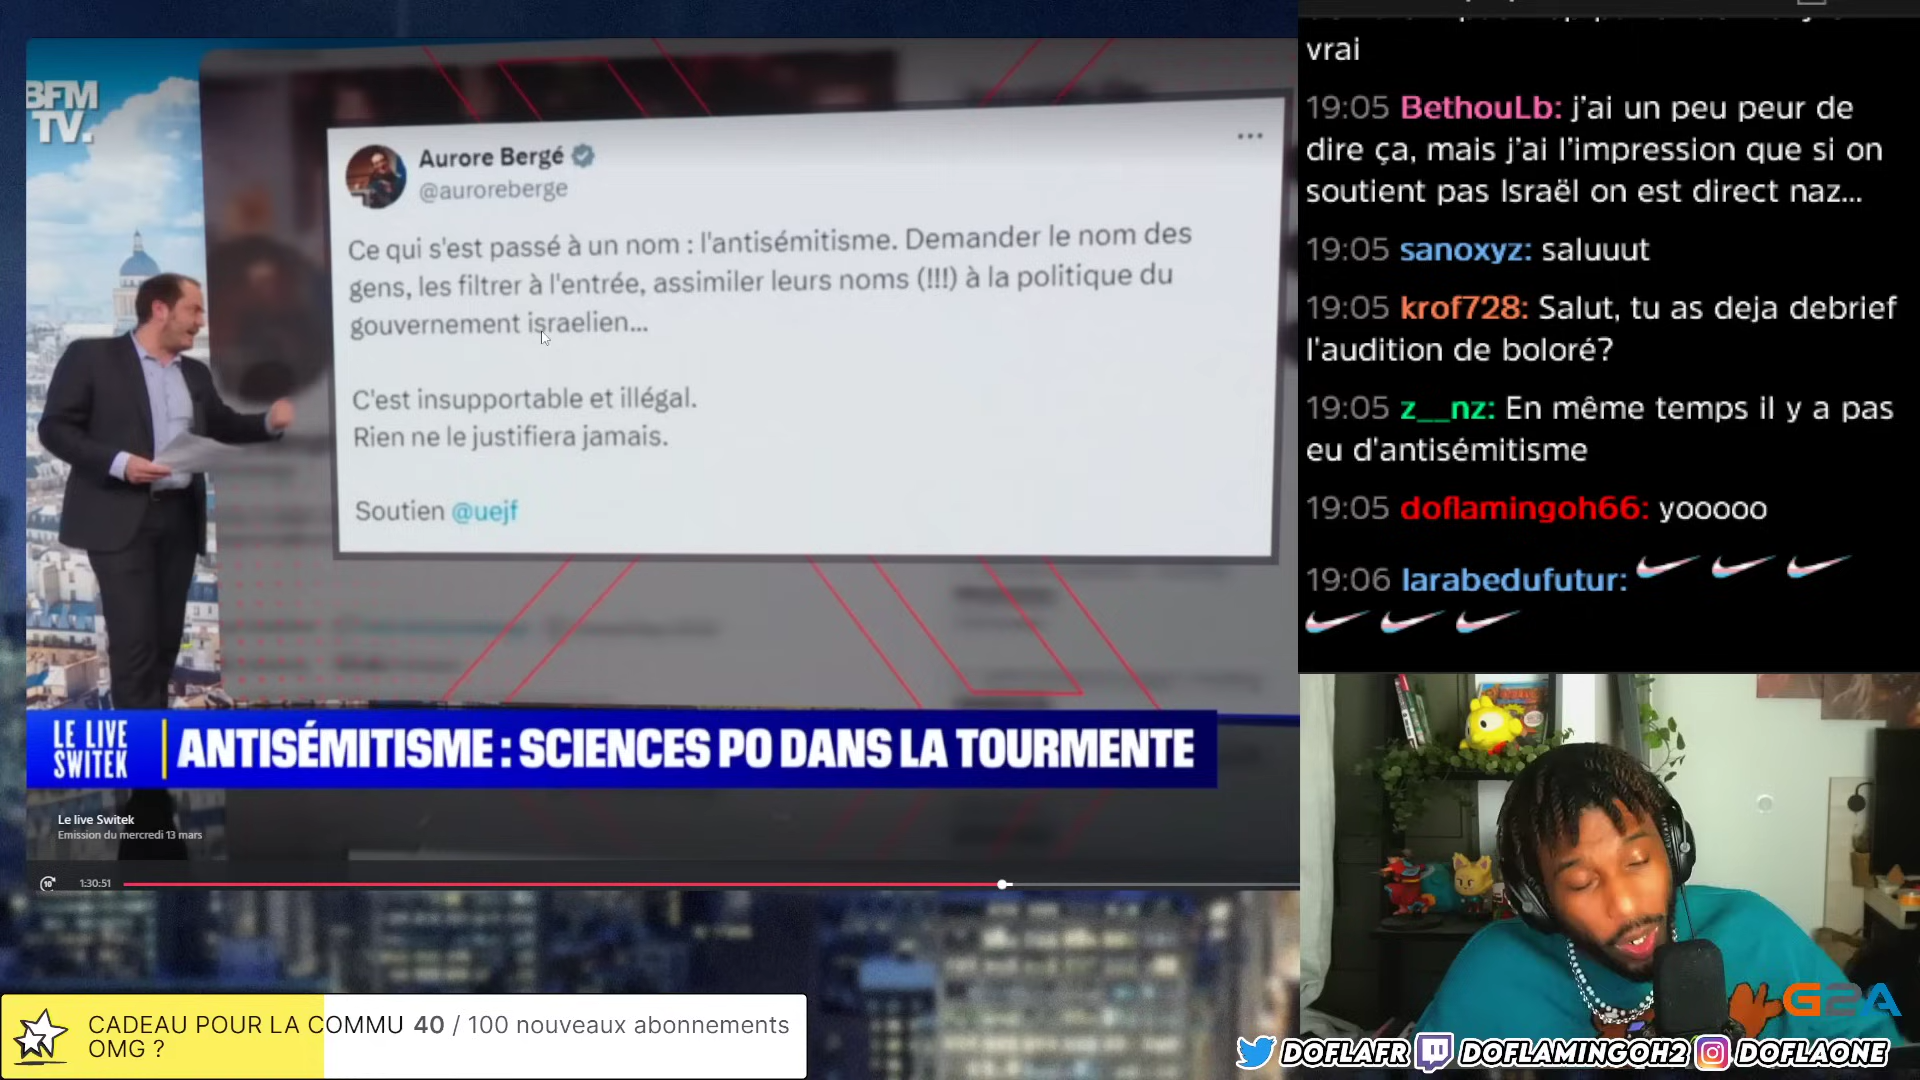 BFM
TV.
Aurore Bergé
@auroreberge
Ce qui s'est passé à un nom : l'antisémitisme. Demander le nom des
gens, les filtrer à l'entrée, assimiler leurs noms (!!!) à la politique du
gouvernement israelien...
C'est insupportable et illégal.
Rien ne le justifiera jamais.
Soutien @uejf
LE LIVE
SWITEK
ANTISÉMITISME : SCIENCES PO DANS LA TOURMENTE
Le live Switek
Emission du mercredi 13 mars
10
1:30:51
CADEAU POUR LA COMMU 40 / 100 nouveaux abonnements
OMG ?
vrai
19:05 BethouLb: j'ai un peu peur de
dire ça, mais j'ai l'impression que si on
soutient pas Israël on est direct naz...
19:05 sanoxyz: saluuut
19:05 krof728: Salut, tu as deja debrief
l'audition de boloré?
19:05 z__nz: En même temps il y a pas
eu d'antisémitisme
19:05 doflamingoh66: yooooo
19:06 larabedufutur:
G2A
DOFLAFR DOFLAMINGOH2 DOFLAONE